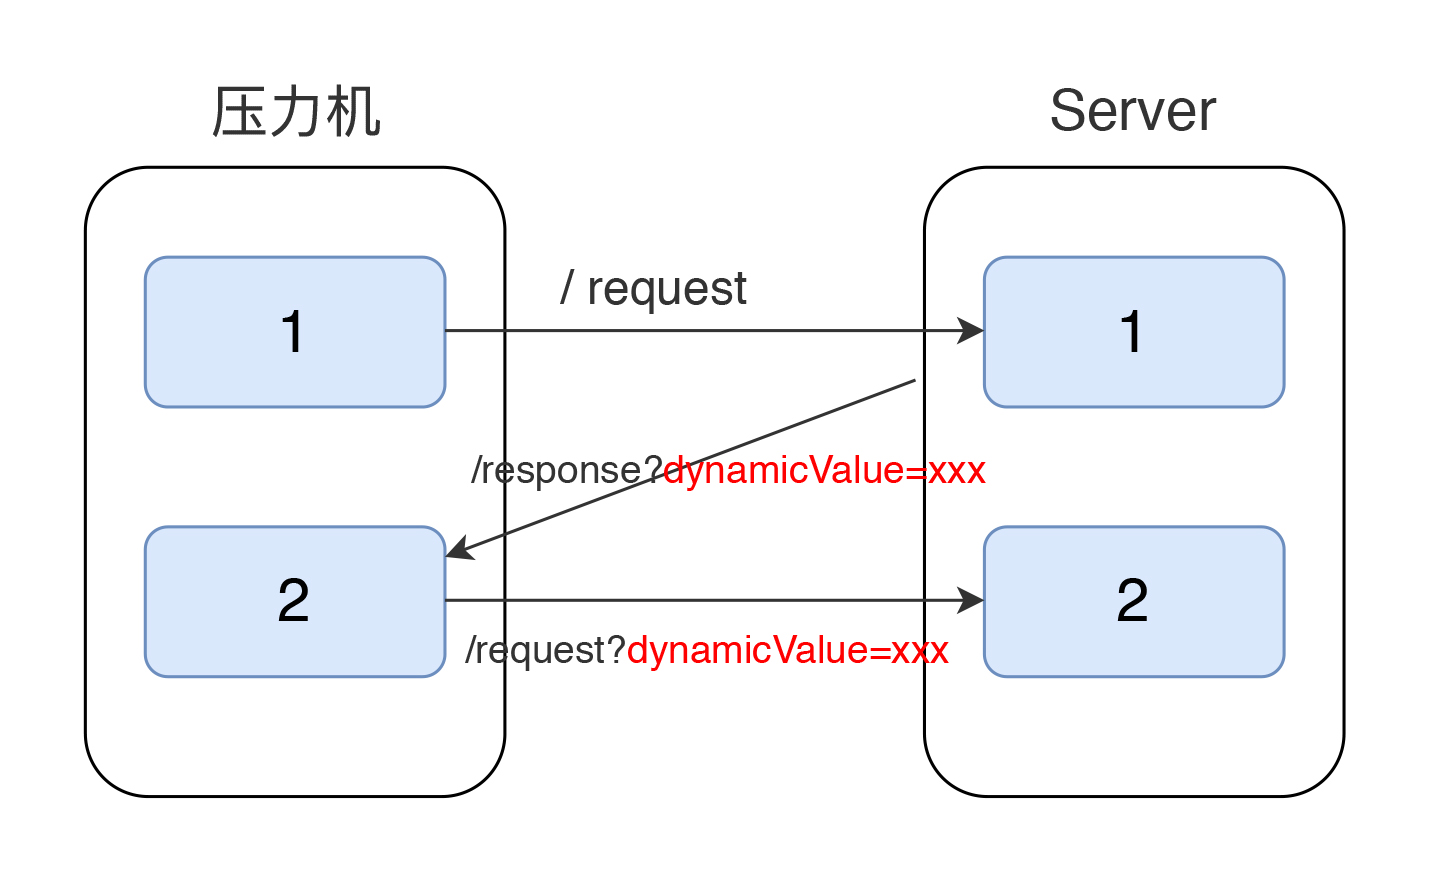 压力机
Server
1
/ request
1
/response?dynamicValue=xxx
2
2
/request?dynamicValue=xxx